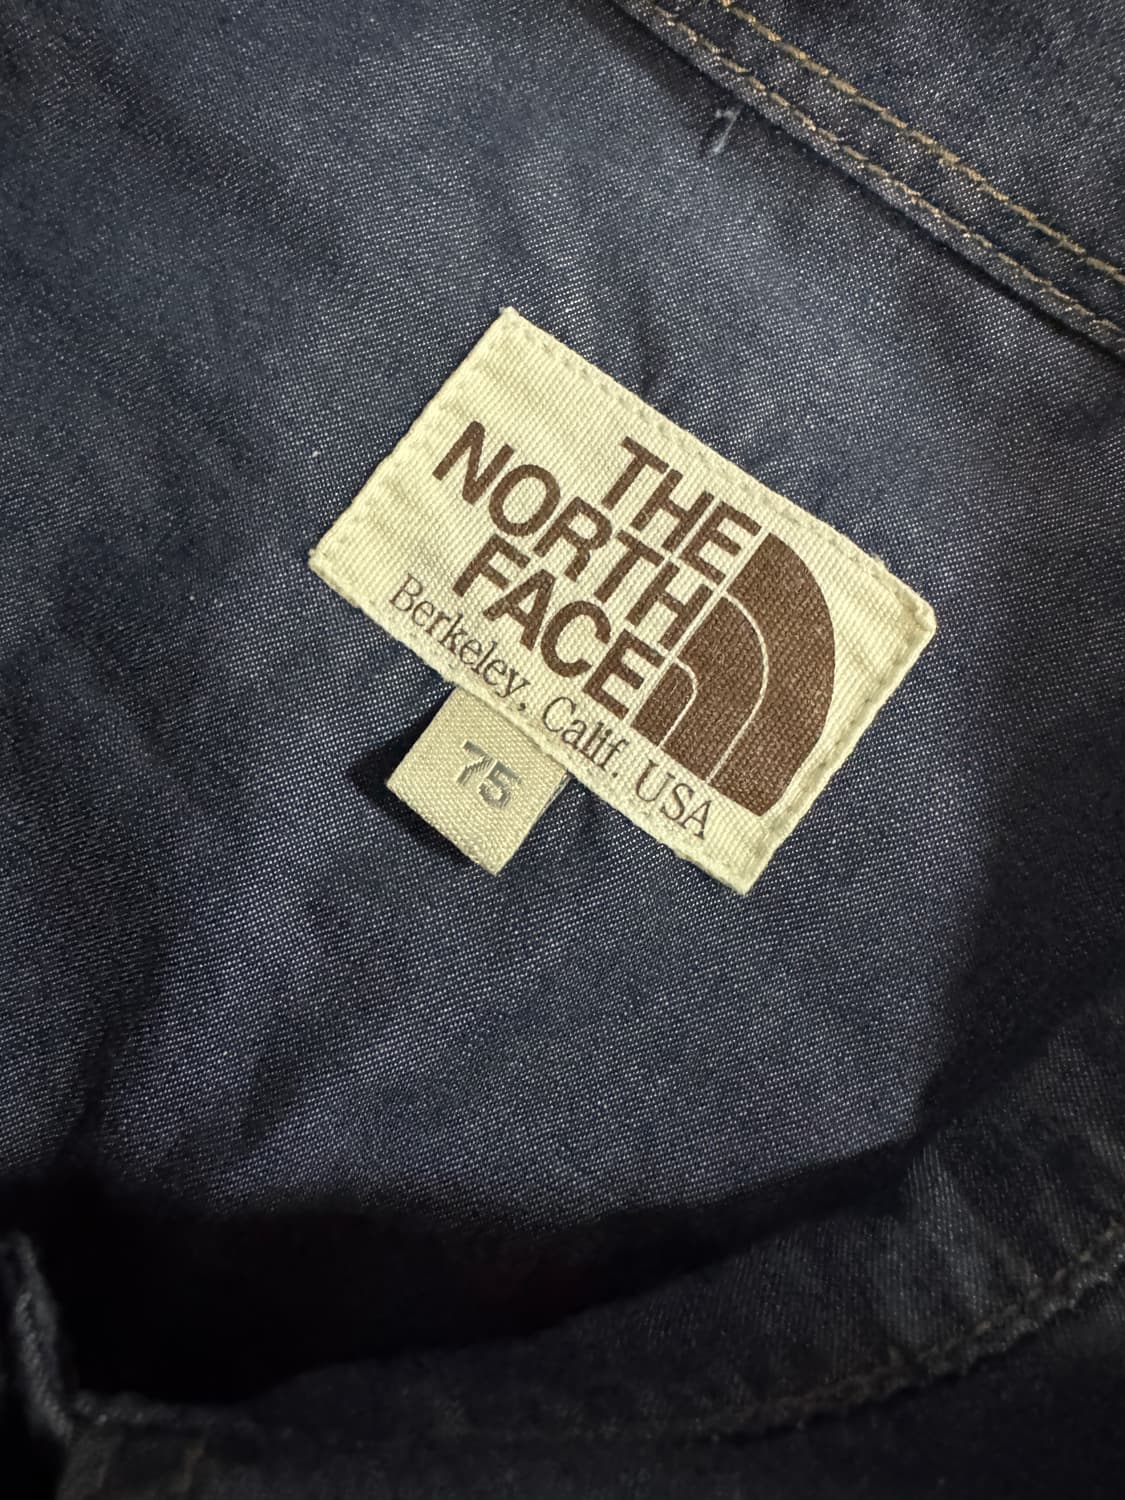 THE
NORTH
FACE
Berkeley, Calif. USA
75